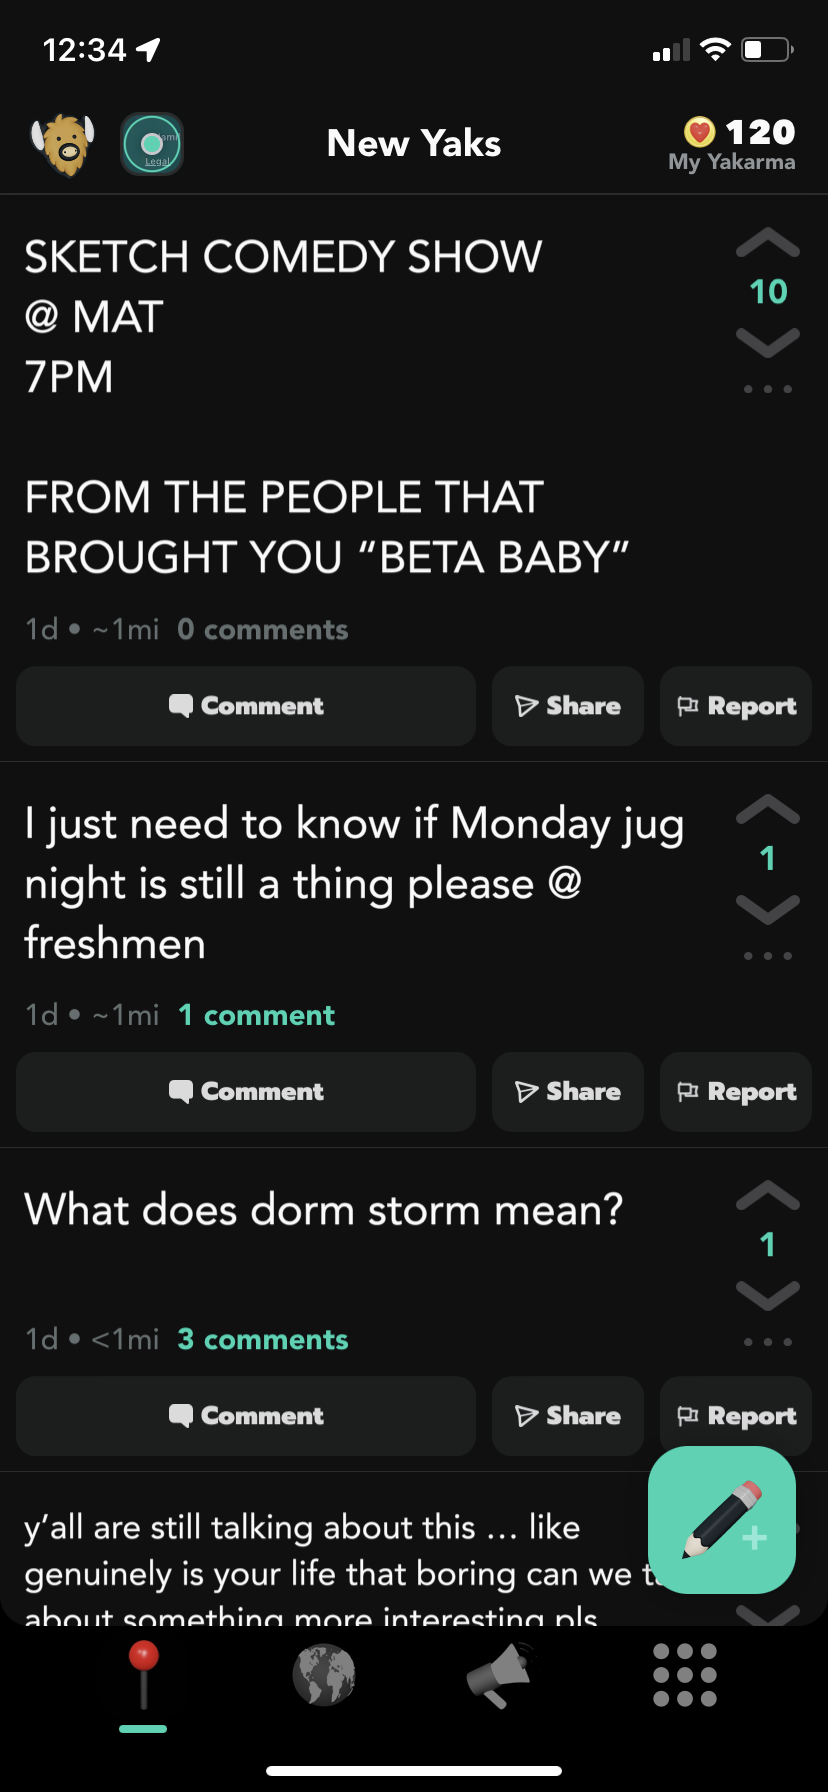 12:34
New Yaks
120
My Yakarma
Legal
SKETCH COMEDY SHOW
@ MAT
7PM
10
FROM THE PEOPLE THAT
BROUGHT YOU “BETA BABY”
1d • ~1mi 0 comments
Comment Share Report
I just need to know if Monday jug
night is still a thing please @
freshmen
1
1d • ~1mi 1 comment
Comment Share Report
What does dorm storm mean?
1
1d • <1mi 3 comments
Comment Share Report
y’all are still talking about this ... like
genuinely is your life that boring can we
about something more interesting pls